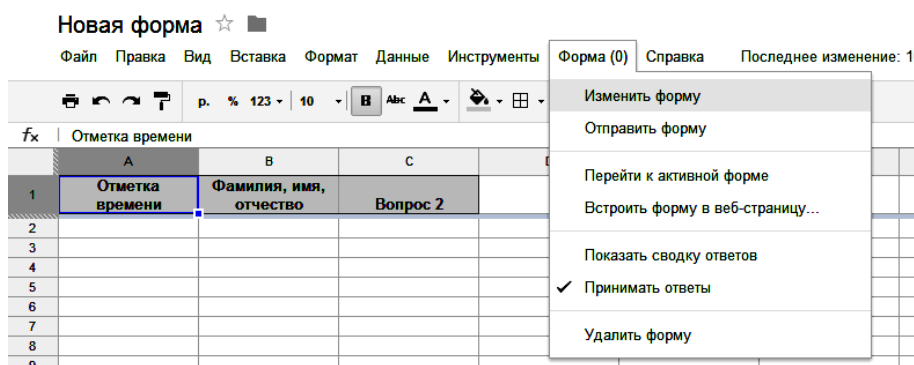 Новая форма
Файл Правка Вид Вставка Формат Данные Инструменты Форма (0) Справка Последнее изменение: 1
р. % 123 10 B Abc A
fx Отметка времени
A B C
1 Отметка времени Фамилия, имя, отчество Вопрос 2
2
3
4
5
6
7
8
Изменить форму
Отправить форму
Перейти к активной форме
Встроить форму в веб-страницу...
Показать сводку ответов
Принимать ответы
Удалить форму